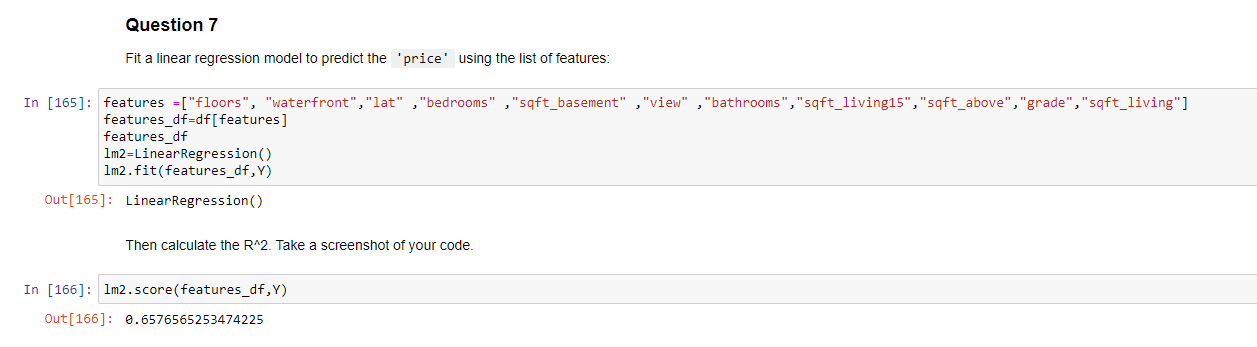 Question 7
Fit a linear regression model to predict the 'price' using the list of features:
In [165]: features =["floors", "waterfront","lat" ,"bedrooms" ,"sqft_basement" ,"view" ,"bathrooms","sqft_living15","sqft_above","grade","sqft_living"]
features_df=df[features]
features_df
lm2=LinearRegression()
lm2.fit(features_df,Y)
Out[165]: LinearRegression()
Then calculate the R^2. Take a screenshot of your code.
In [166]: lm2.score(features_df,Y)
Out[166]: 0.6576565253474225